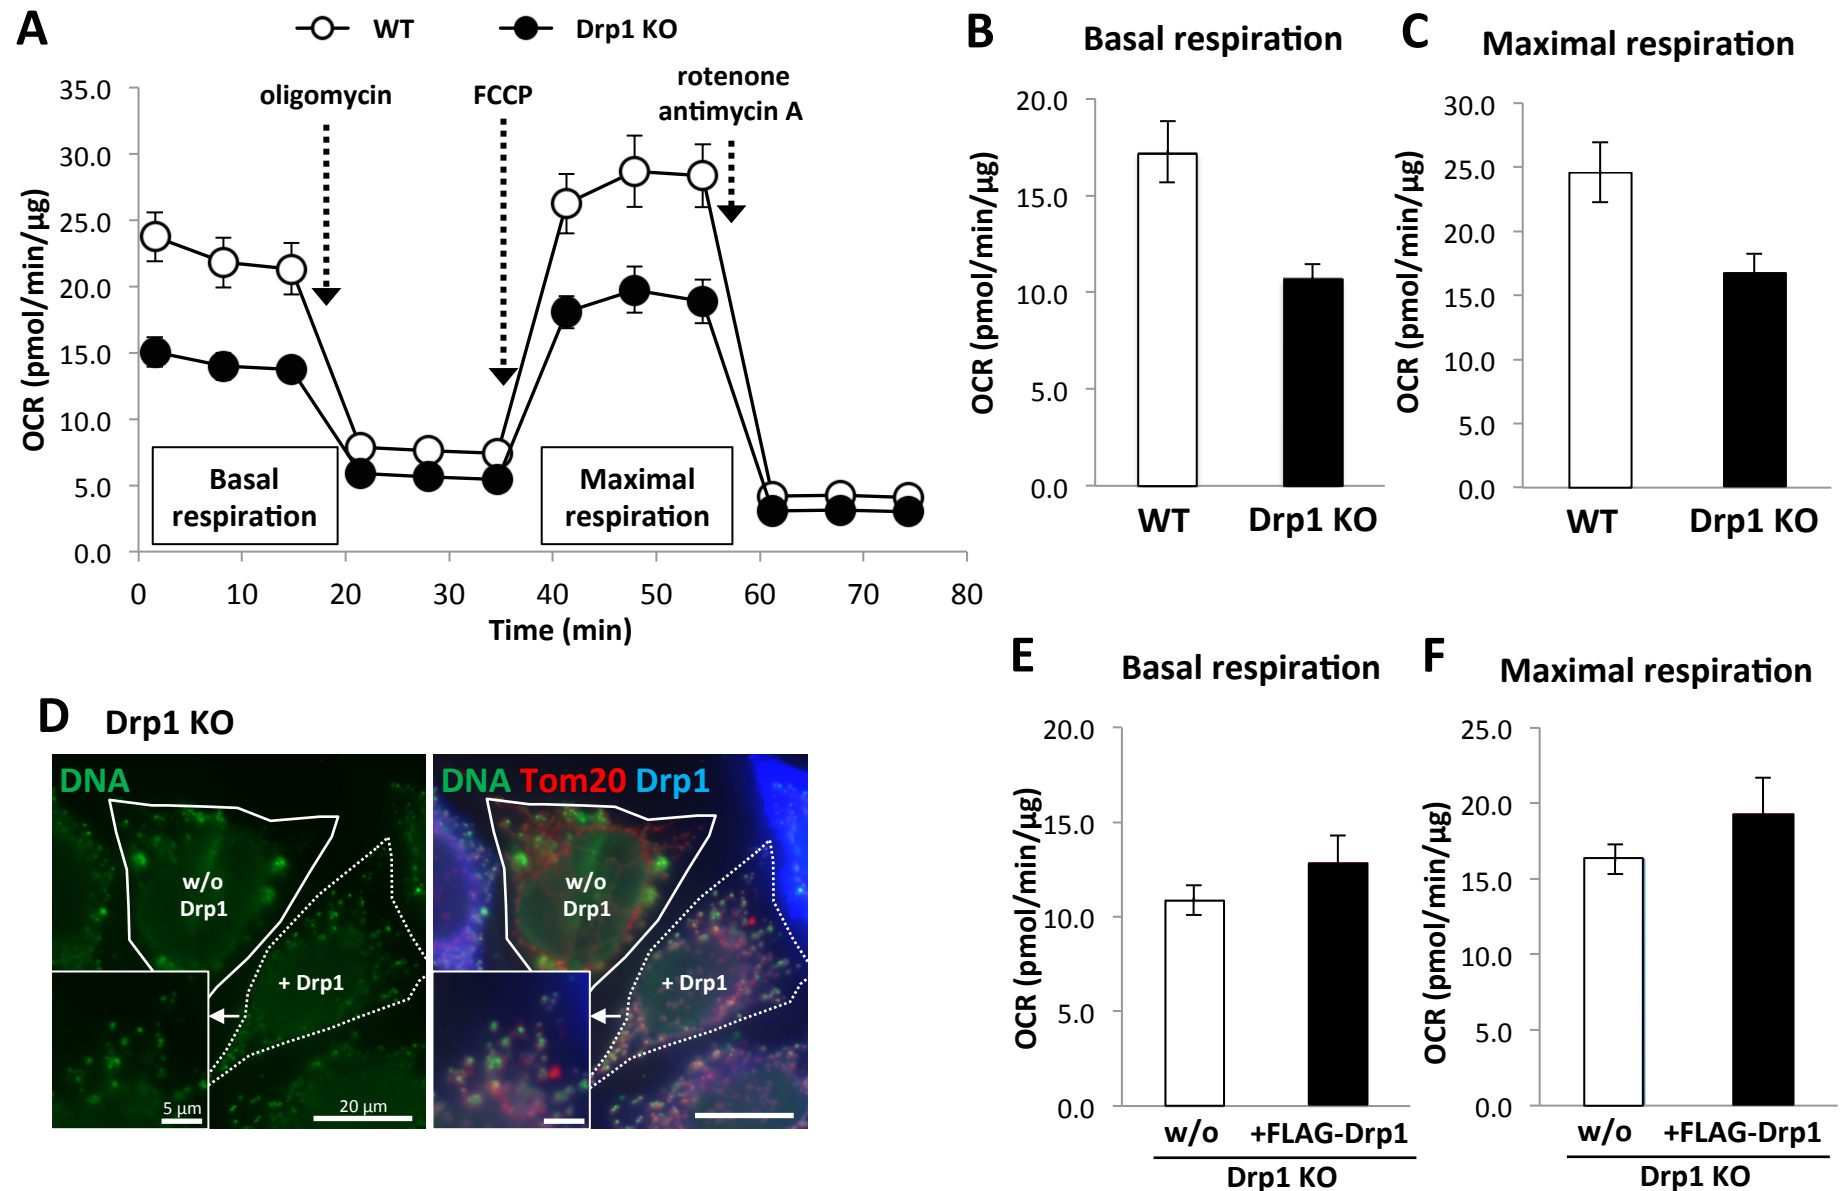 A
WT
Drp1 KO
oligomycin
FCCP
rotenone
antimycin A
OCR (pmol/min/µg)
35.0
30.0
25.0
20.0
15.0
10.0
5.0
0.0
Basal
respiration
Maximal
respiration
0 10 20 30 40 50 60 70 80
Time (min)
B
Basal respiration
OCR (pmol/min/µg)
20.0
15.0
10.0
5.0
0.0
WT Drp1 KO
C
Maximal respiration
OCR (pmol/min/µg)
30.0
25.0
20.0
15.0
10.0
5.0
0.0
WT Drp1 KO
D
Drp1 KO
DNA
w/o
Drp1
+ Drp1
5 µm
20 µm
DNA Tom20 Drp1
w/o
Drp1
+ Drp1
E
Basal respiration
OCR (pmol/min/µg)
20.0
15.0
10.0
5.0
0.0
w/o +FLAG-Drp1
Drp1 KO
F
Maximal respiration
OCR (pmol/min/µg)
25.0
20.0
15.0
10.0
5.0
0.0
w/o +FLAG-Drp1
Drp1 KO